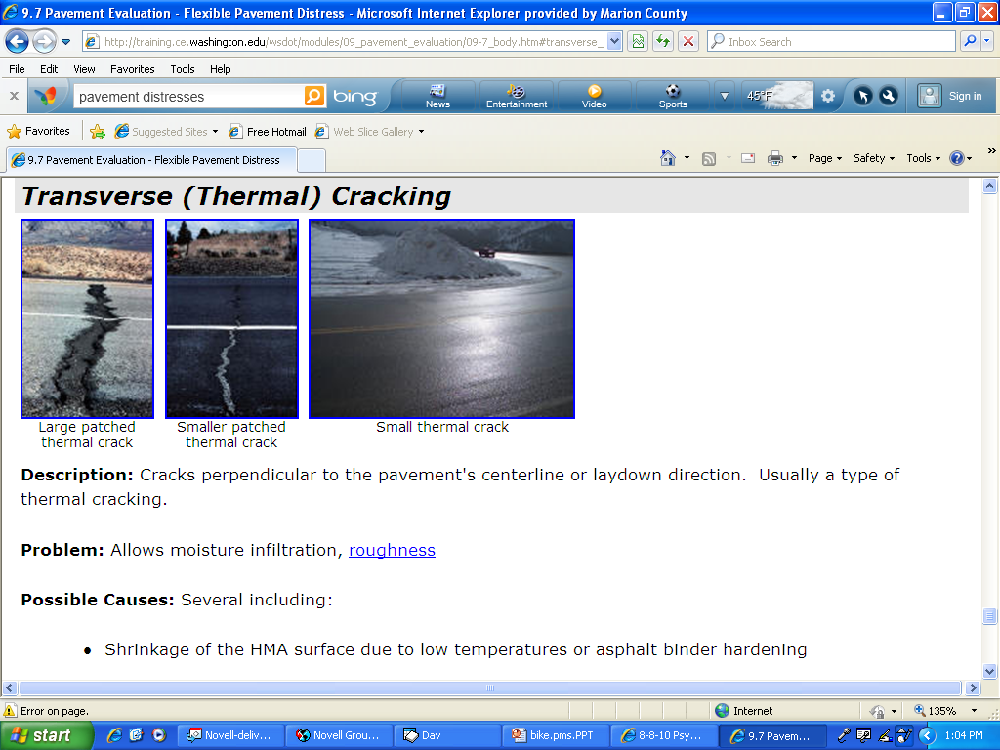 9.7 Pavement Evaluation - Flexible Pavement Distress - Microsoft Internet Explorer provided by Marion County
http://training.ce.washington.edu/wsdot/modules/09_pavement_evaluation/09-7_body.htm#transverse_
Inbox Search
File Edit View Favorites Tools Help
pavement distresses
bing
News
Entertainment
Video
Sports
45°F
Sign in
Favorites
Suggested Sites
Free Hotmail
Web Slice Gallery
9.7 Pavement Evaluation - Flexible Pavement Distress
Page
Safety
Tools
Transverse (Thermal) Cracking
Large patched
thermal crack
Smaller patched
thermal crack
Small thermal crack
Description: Cracks perpendicular to the pavement's centerline or laydown direction.  Usually a type of
thermal cracking.
Problem: Allows moisture infiltration, roughness
Possible Causes: Several including:
• Shrinkage of the HMA surface due to low temperatures or asphalt binder hardening
Error on page.
Internet
135%
start
Novell-deliv...
Novell Grou...
Day
bike.pms.PPT
8-8-10 Psy...
9.7 Pavem...
1:04 PM